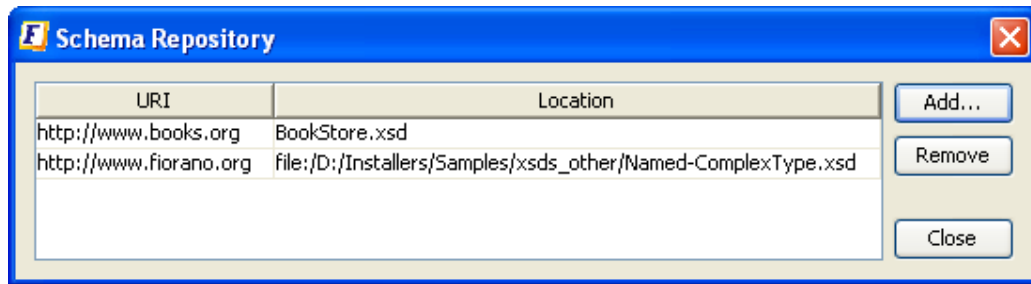 Schema Repository
URI Location
http://www.books.org BookStore.xsd
http://www.fiorano.org file:/D:/Installers/Samples/xsds_other/Named-ComplexType.xsd
Add...
Remove
Close